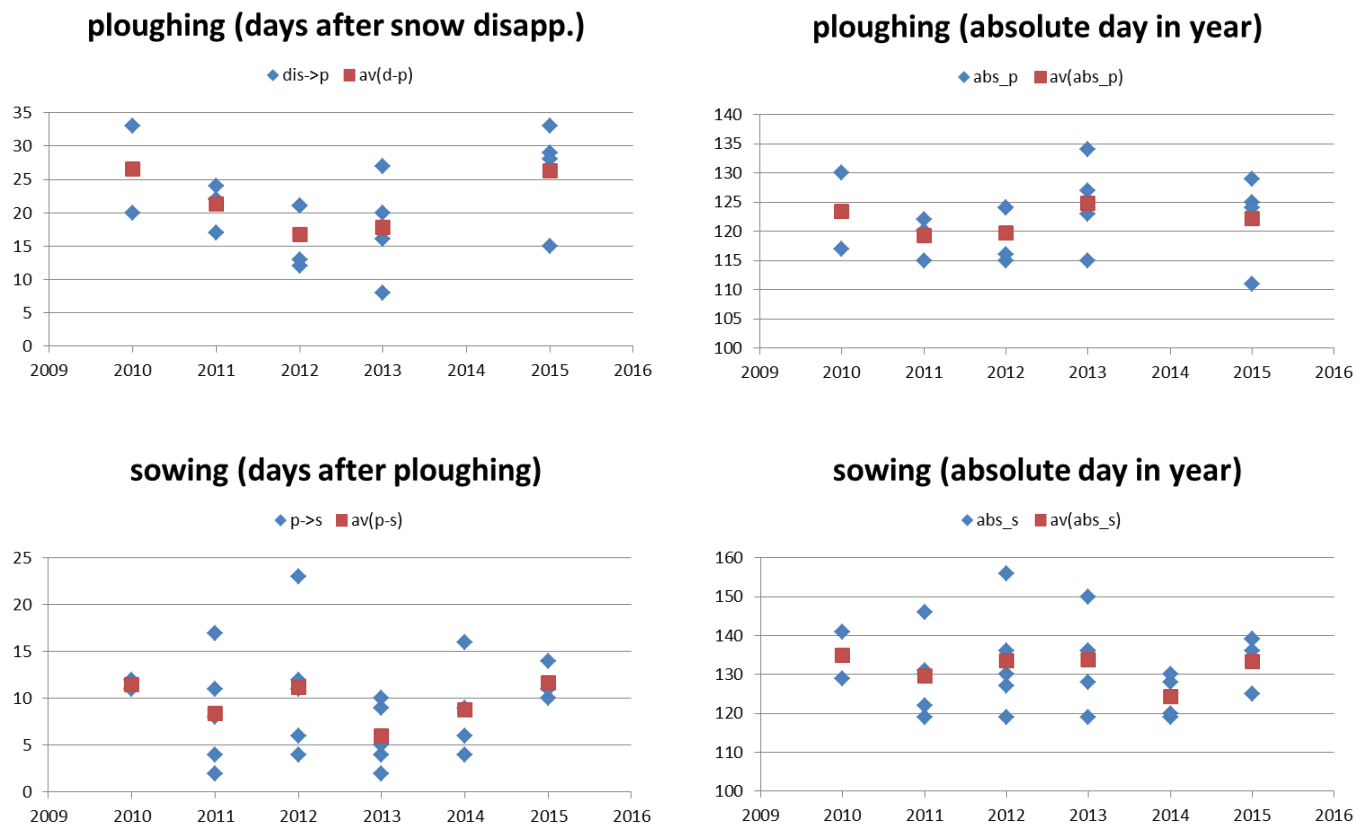 ploughing (days after snow disapp.)
dis->p av(d-p)
35
30
25
20
15
10
5
0
2009 2010 2011 2012 2013 2014 2015 2016
ploughing (absolute day in year)
abs_p av(abs_p)
140
135
130
125
120
115
110
105
100
2009 2010 2011 2012 2013 2014 2015 2016
sowing (days after ploughing)
p->s av(p-s)
25
20
15
10
5
0
2009 2010 2011 2012 2013 2014 2015 2016
sowing (absolute day in year)
abs_s av(abs_s)
160
150
140
130
120
110
100
2009 2010 2011 2012 2013 2014 2015 2016